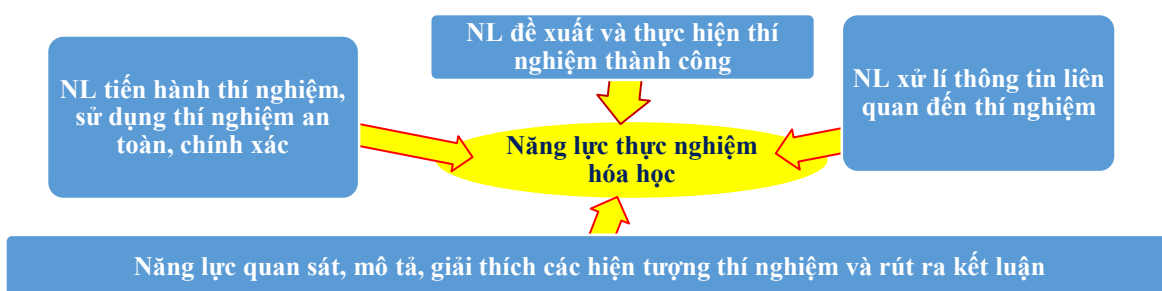 NL tiến hành thí nghiệm,
sử dụng thí nghiệm an
toàn, chính xác
NL đề xuất và thực hiện thí
nghiệm thành công
NL xử lí thông tin liên
quan đến thí nghiệm
Năng lực thực nghiệm
hóa học
Năng lực quan sát, mô tả, giải thích các hiện tượng thí nghiệm và rút ra kết luận